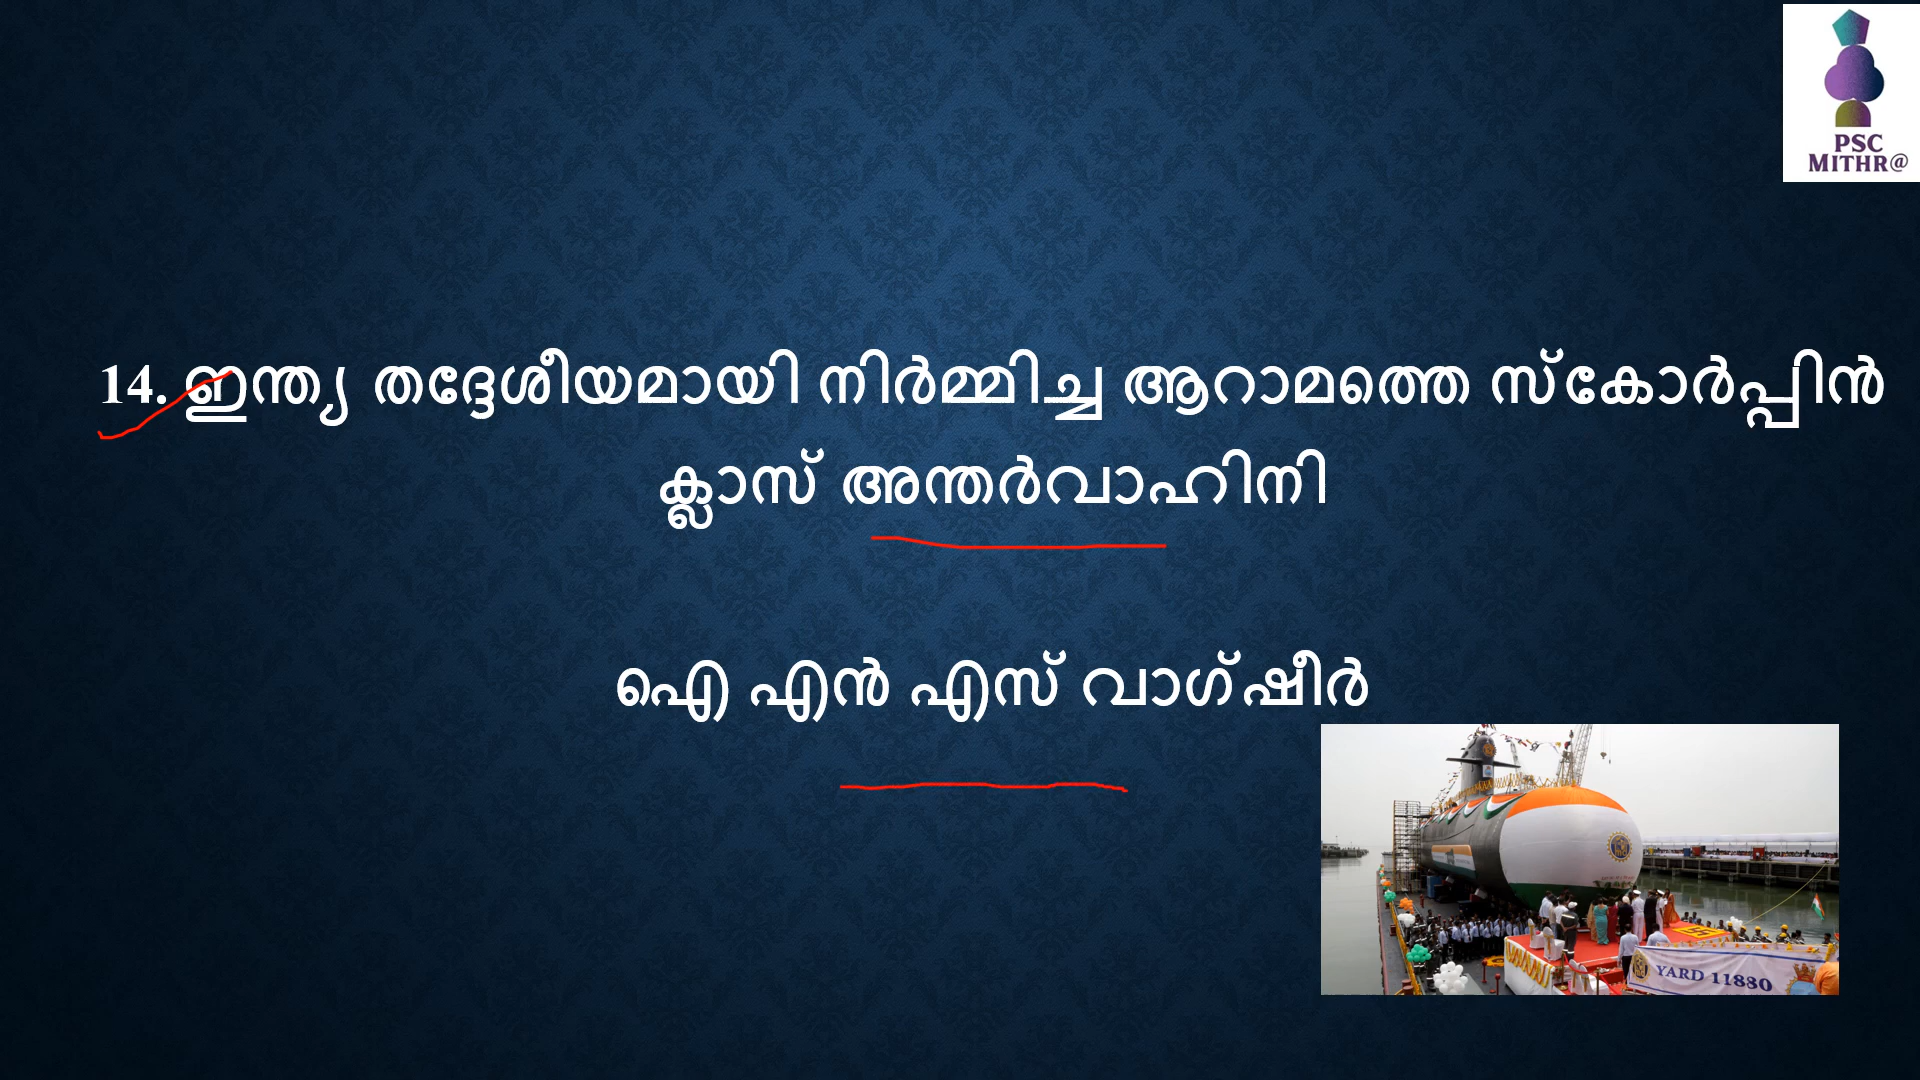 PSC
MITHR@
14. ഇന്ത്യ തദ്ദേശീയമായി നിർമ്മിച്ച ആറാമത്തെ സ്കോർപ്പിൻ
ക്ലാസ് അന്തർവാഹിനി
ഐ എൻ എസ് വാഗ്ഷീർ
YARD 11880